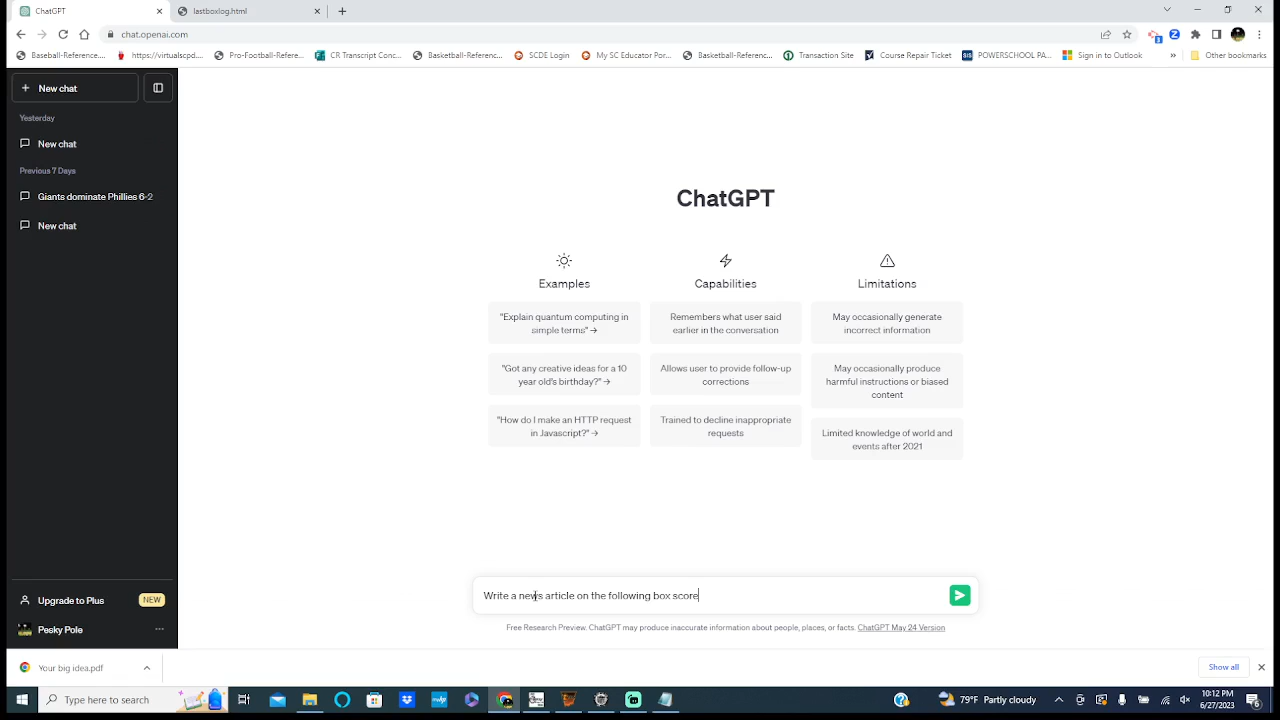 ChatGPT
lastboxlog.html
chat.openai.com
Baseball-Reference...
https://virtualscpd....
Pro-Football-Refere...
CR Transcript Conc...
Basketball-Referenc...
SCDE Login
My SC Educator Por...
Basketball-Referenc...
Transaction Site
Course Repair Ticket
POWERSCHOOL PA...
Sign in to Outlook
»
Other bookmarks
+ New chat
Yesterday
New chat
Previous 7 Days
Giants dominate Phillies 6-2
New chat
ChatGPT
Examples
Capabilities
Limitations
"Explain quantum computing in
simple terms" →
Remembers what user said
earlier in the conversation
May occasionally generate
incorrect information
"Got any creative ideas for a 10
year old's birthday?" →
Allows user to provide follow-up
corrections
May occasionally produce
harmful instructions or biased
content
"How do I make an HTTP request
in Javascript?" →
Trained to decline inappropriate
requests
Limited knowledge of world and
events after 2021
Write a news article on the following box score
Free Research Preview. ChatGPT may produce inaccurate information about people, places, or facts. ChatGPT May 24 Version
Upgrade to Plus NEW
Pesky Pole ...
Your big idea.pdf
Show all
Type here to search
79°F Partly cloudy
10:12 PM
6/27/2023
6